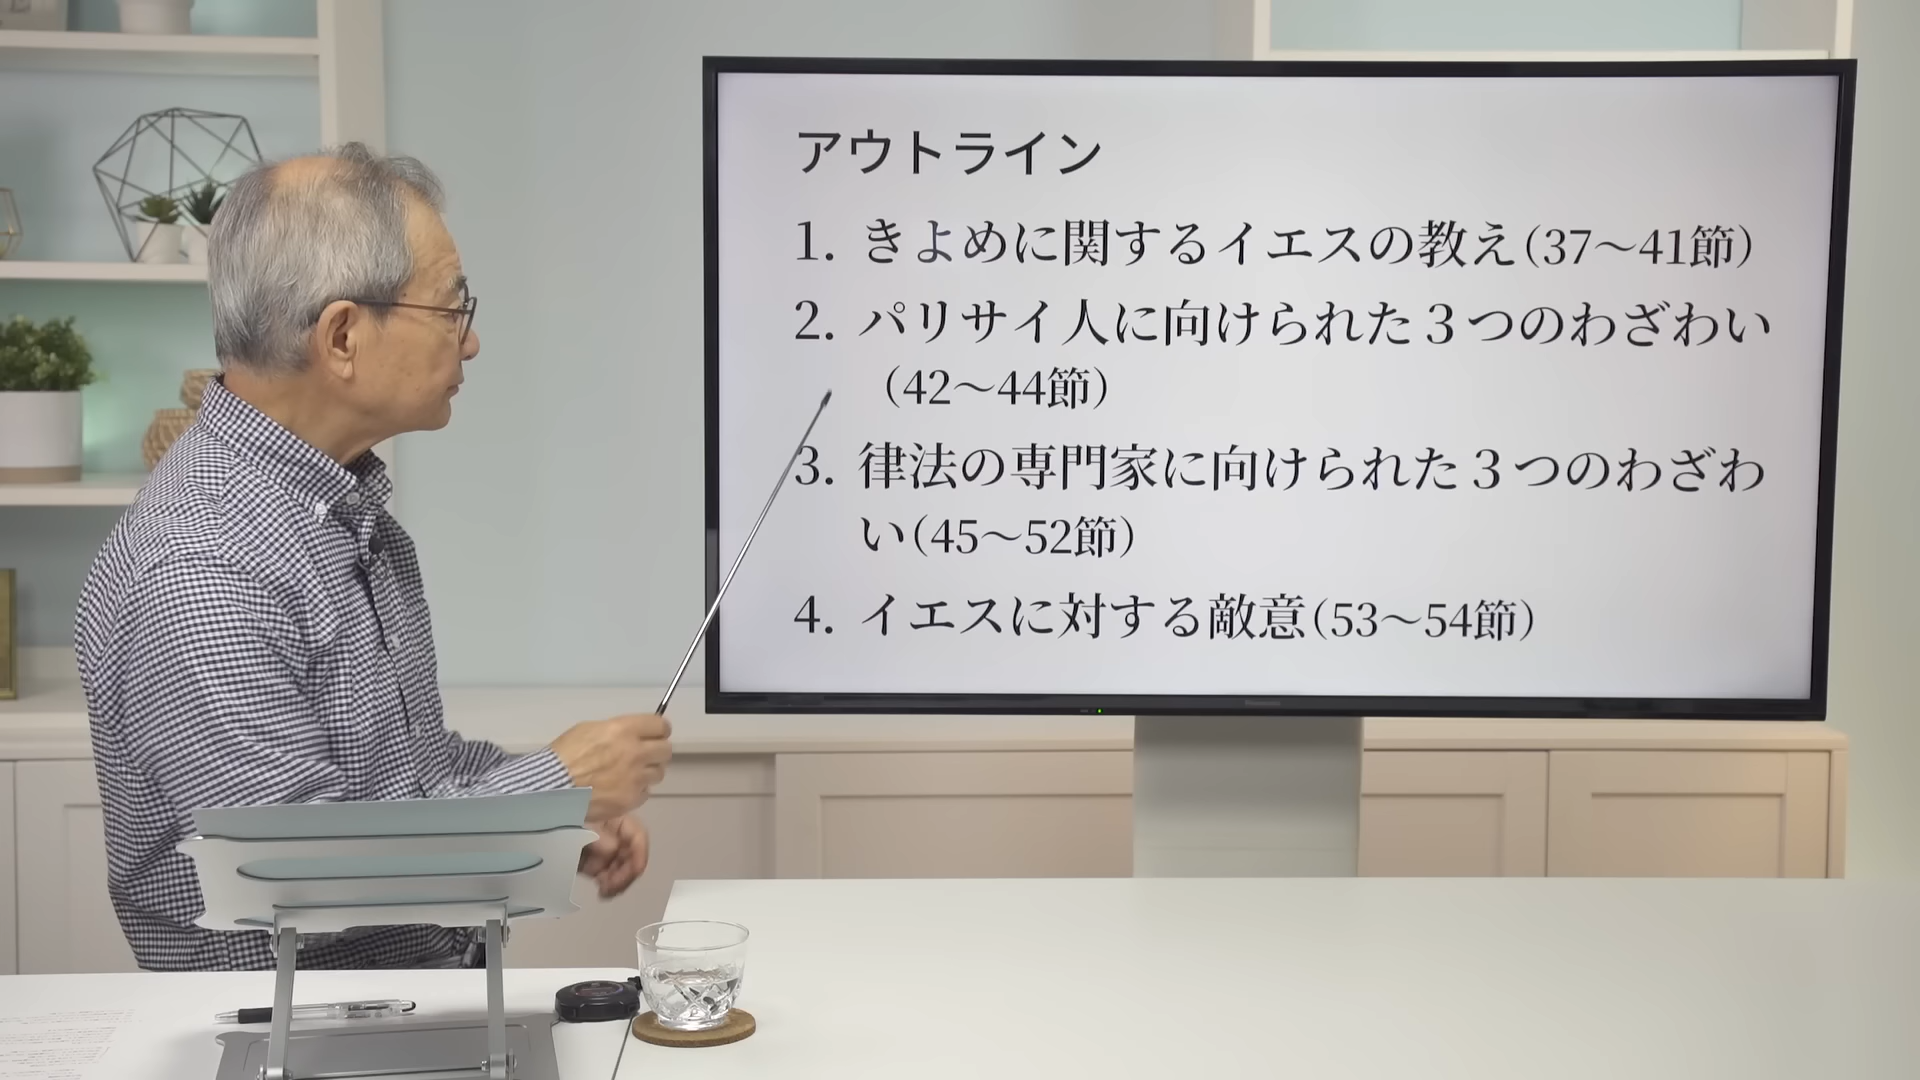 アウトライン
1. きよめに関するイエスの教え(37〜41節)
2. パリサイ人に向けられた３つのわざわい
(42〜44節)
3. 律法の専門家に向けられた３つのわざわ
い(45〜52節)
4. イエスに対する敵意(53〜54節)